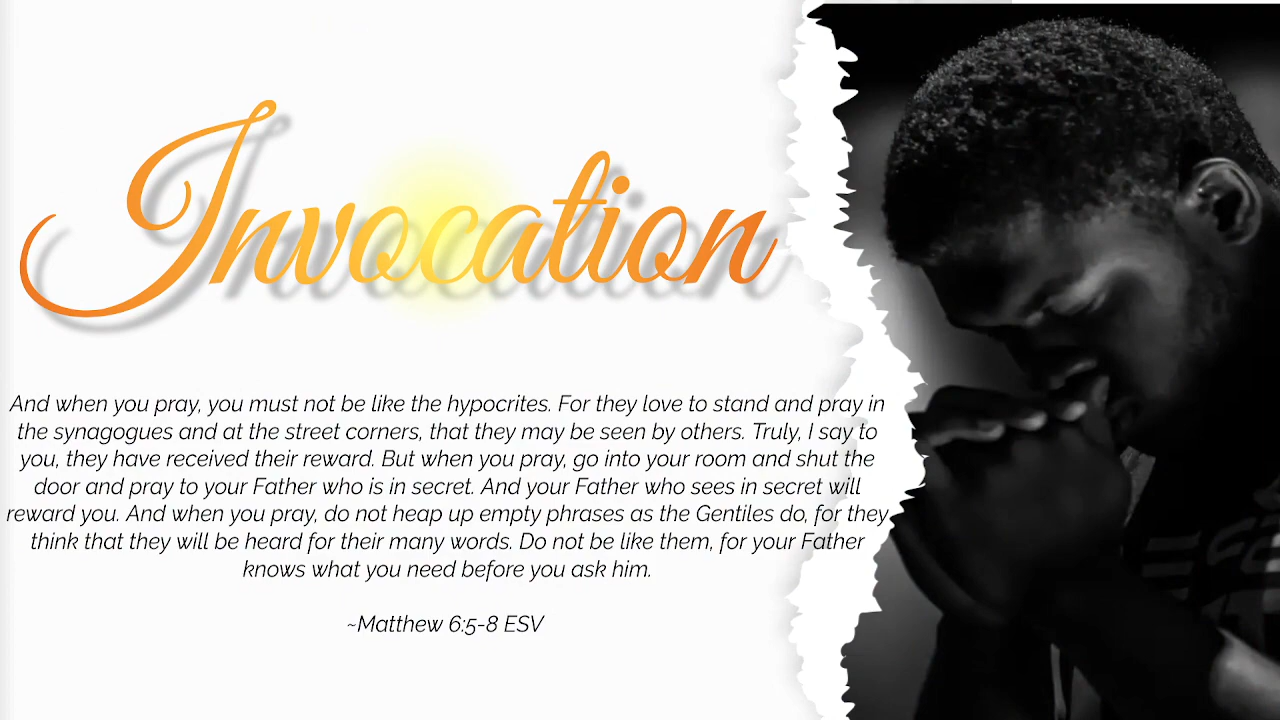 Invocation
And when you pray, you must not be like the hypocrites. For they love to stand and pray in
the synagogues and at the street corners, that they may be seen by others. Truly, I say to
you, they have received their reward. But when you pray, go into your room and shut the
door and pray to your Father who is in secret. And your Father who sees in secret will
reward you. And when you pray, do not heap up empty phrases as the Gentiles do, for they
think that they will be heard for their many words. Do not be like them, for your Father
knows what you need before you ask him.
~Matthew 6:5-8 ESV